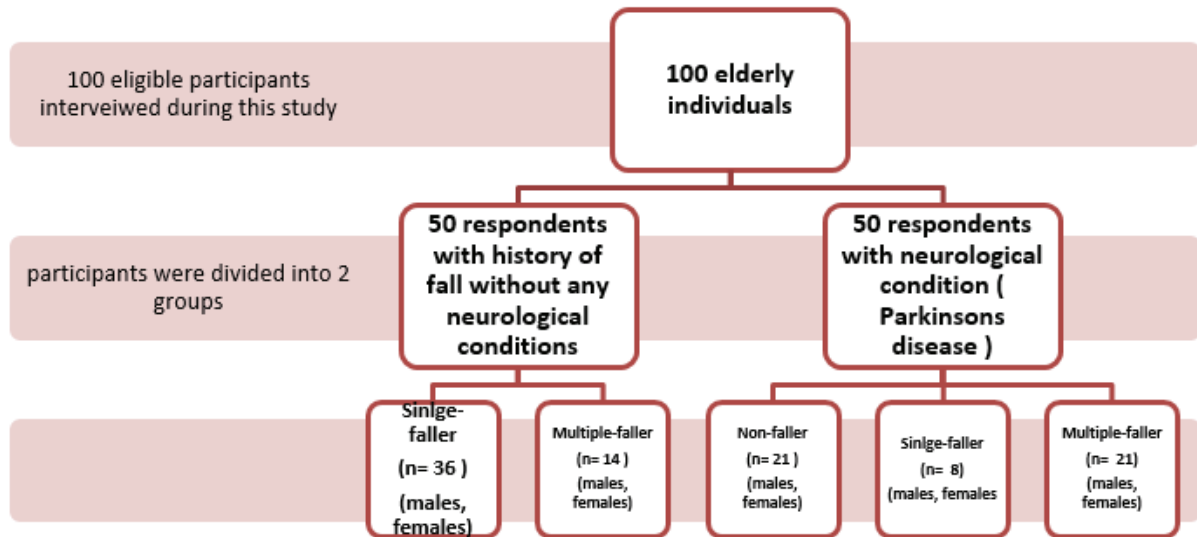 100 eligible participants
interveiwed during this study
100 elderly
individuals
participants were divided into 2
groups
50 respondents
with history of
fall without any
neurological
conditions
50 respondents
with neurological
condition (
Parkinsons
disease )
Sinlge-
faller
(n= 36 )
(males,
females)
Multiple-faller
(n= 14 )
(males,
females)
Non-faller
(n= 21 )
(males,
females)
Sinlge-faller
(n=  8)
(males, females
Multiple-faller
(n=  21)
(males,
females)